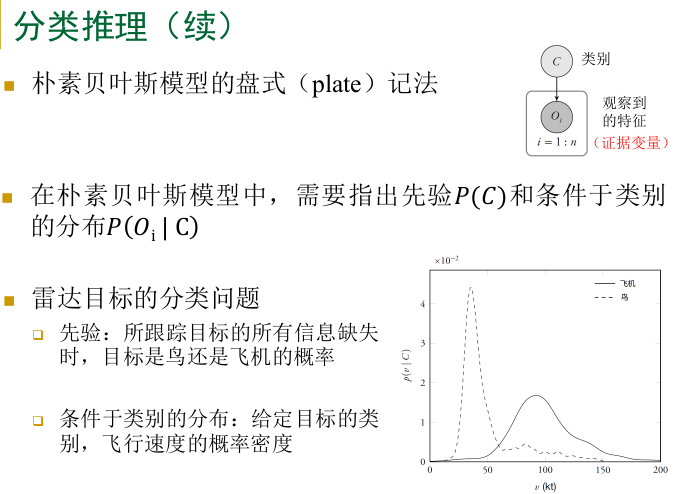 分类推理（续）
朴素贝叶斯模型的盘式（plate）记法
C
类别
O_i
观察到
的特征
i = 1 : n
（证据变量）
在朴素贝叶斯模型中，需要指出先验P(C)和条件于类别
的分布P(O_i | C)
雷达目标的分类问题
先验：所跟踪目标的所有信息缺失
时，目标是鸟还是飞机的概率
条件于类别的分布：给定目标的类
别，飞行速度的概率密度
×10⁻²
飞机
鸟
4
3
2
1
0
p(v | C)
0 50 100 150 200
v (kt)